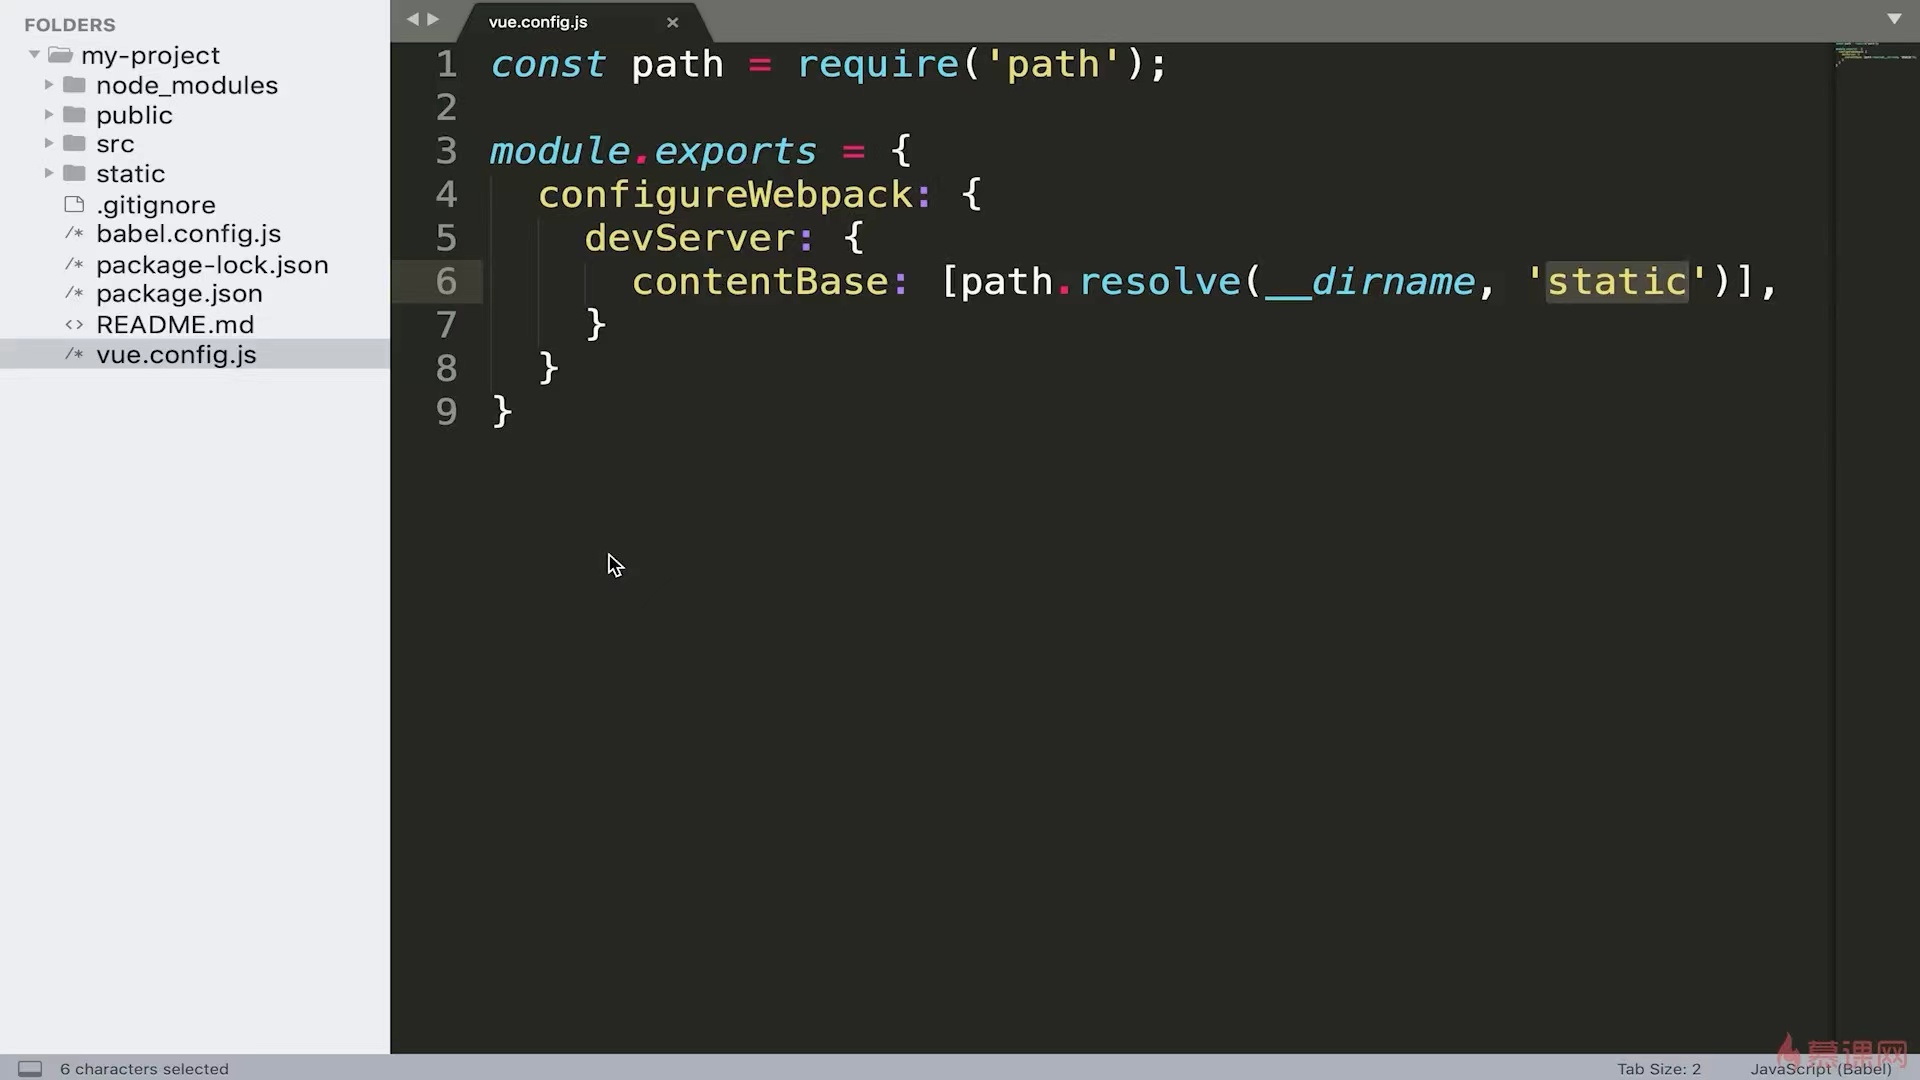 FOLDERS
my-project
node_modules
public
src
static
.gitignore
babel.config.js
package-lock.json
package.json
README.md
vue.config.js
vue.config.js
1 const path = require('path');
2
3 module.exports = {
4 configureWebpack: {
5 devServer: {
6 contentBase: [path.resolve(__dirname, 'static')],
7 }
8 }
9 }
6 characters selected
Tab Size: 2
JavaScript (Babel)
慕课网